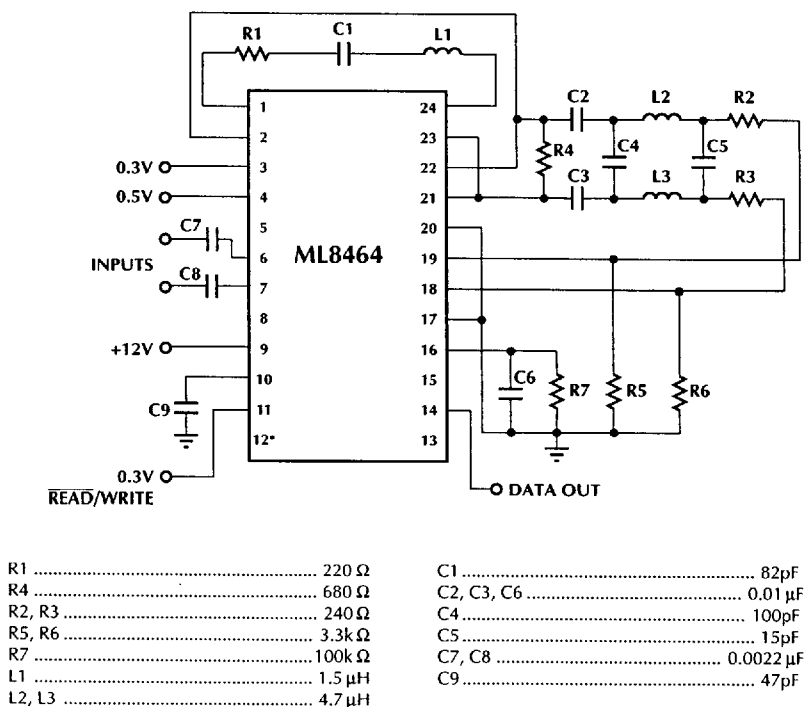 R1 C1 L1
1 24
2 23
0.3V 3 22
0.5V 4 21
5 20
C7 6 19
INPUTS
C8 7 18
ML8464
8 17
+12V 9 16
10 15
C9 11 14
12* 13
0.3V
READ/WRITE
DATA OUT
C2 L2 R2
R4 C4 C5
C3 L3 R3
C6 R7 R5 R6
R1 ........................................................ 220 Ω
R4 ........................................................ 680 Ω
R2, R3 .................................................. 240 Ω
R5, R6 .................................................. 3.3k Ω
R7 ........................................................ 100k Ω
L1 ........................................................ 1.5 µH
L2, L3 .................................................. 4.7 µH
C1 ........................................................ 82pF
C2, C3, C6 ............................................ 0.01 µF
C4 ........................................................ 100pF
C5 ........................................................ 15pF
C7, C8 .................................................. 0.0022 µF
C9 ........................................................ 47pF